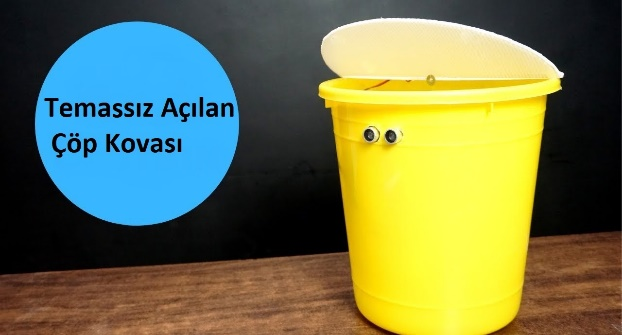 Temassız Açılan
Çöp Kovası